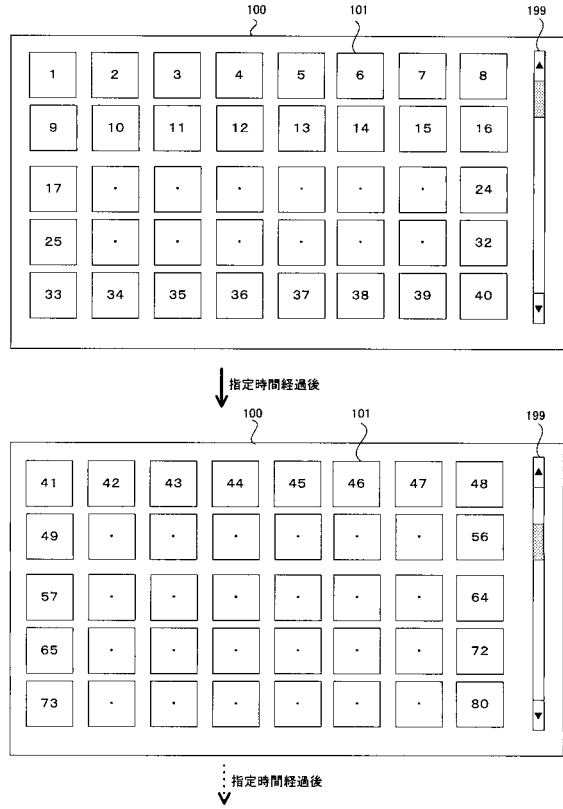 100 101 199
1 2 3 4 5 6 7 8 ▲
9 10 11 12 13 14 15 16
17 ・ ・ ・ ・ ・ ・ 24
25 ・ ・ ・ ・ ・ ・ 32
33 34 35 36 37 38 39 40 ▼
指定時間経過後
100 101 199
41 42 43 44 45 46 47 48 ▲
49 ・ ・ ・ ・ ・ ・ 56
57 ・ ・ ・ ・ ・ ・ 64
65 ・ ・ ・ ・ ・ ・ 72
73 ・ ・ ・ ・ ・ ・ 80 ▼
指定時間経過後